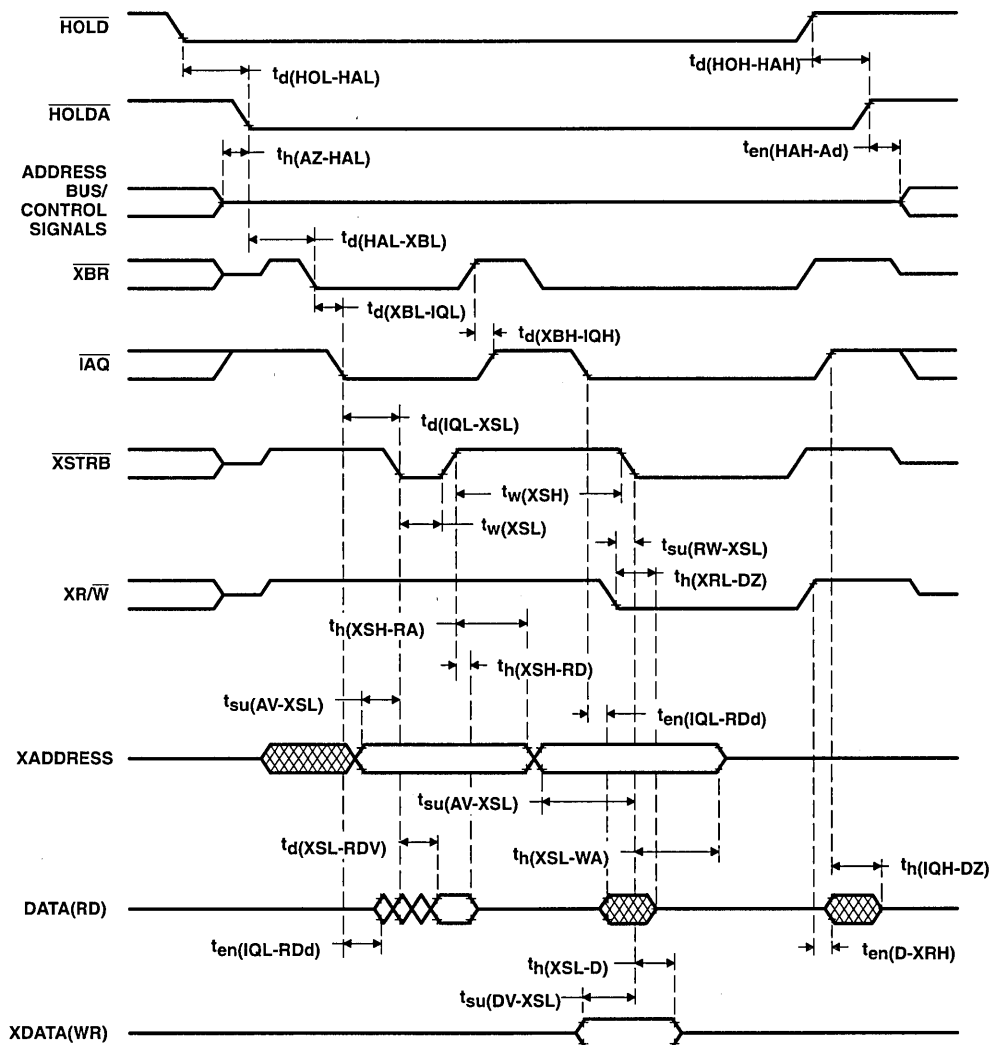 HOLD
td(HOL-HAL)
td(HOH-HAH)
HOLDA
th(AZ-HAL)
ten(HAH-Ad)
ADDRESS
BUS/
CONTROL
SIGNALS
td(HAL-XBL)
XBR
td(XBL-IQL)
td(XBH-IQH)
IAQ
td(IQL-XSL)
XSTRB
tw(XSH)
tw(XSL)
tsu(RW-XSL)
th(XRL-DZ)
XR/W
th(XSH-RA)
th(XSH-RD)
tsu(AV-XSL)
ten(IQL-RDd)
XADDRESS
tsu(AV-XSL)
td(XSL-RDV)
th(XSL-WA)
th(IQH-DZ)
DATA(RD)
ten(IQL-RDd)
ten(D-XRH)
th(XSL-D)
tsu(DV-XSL)
XDATA(WR)